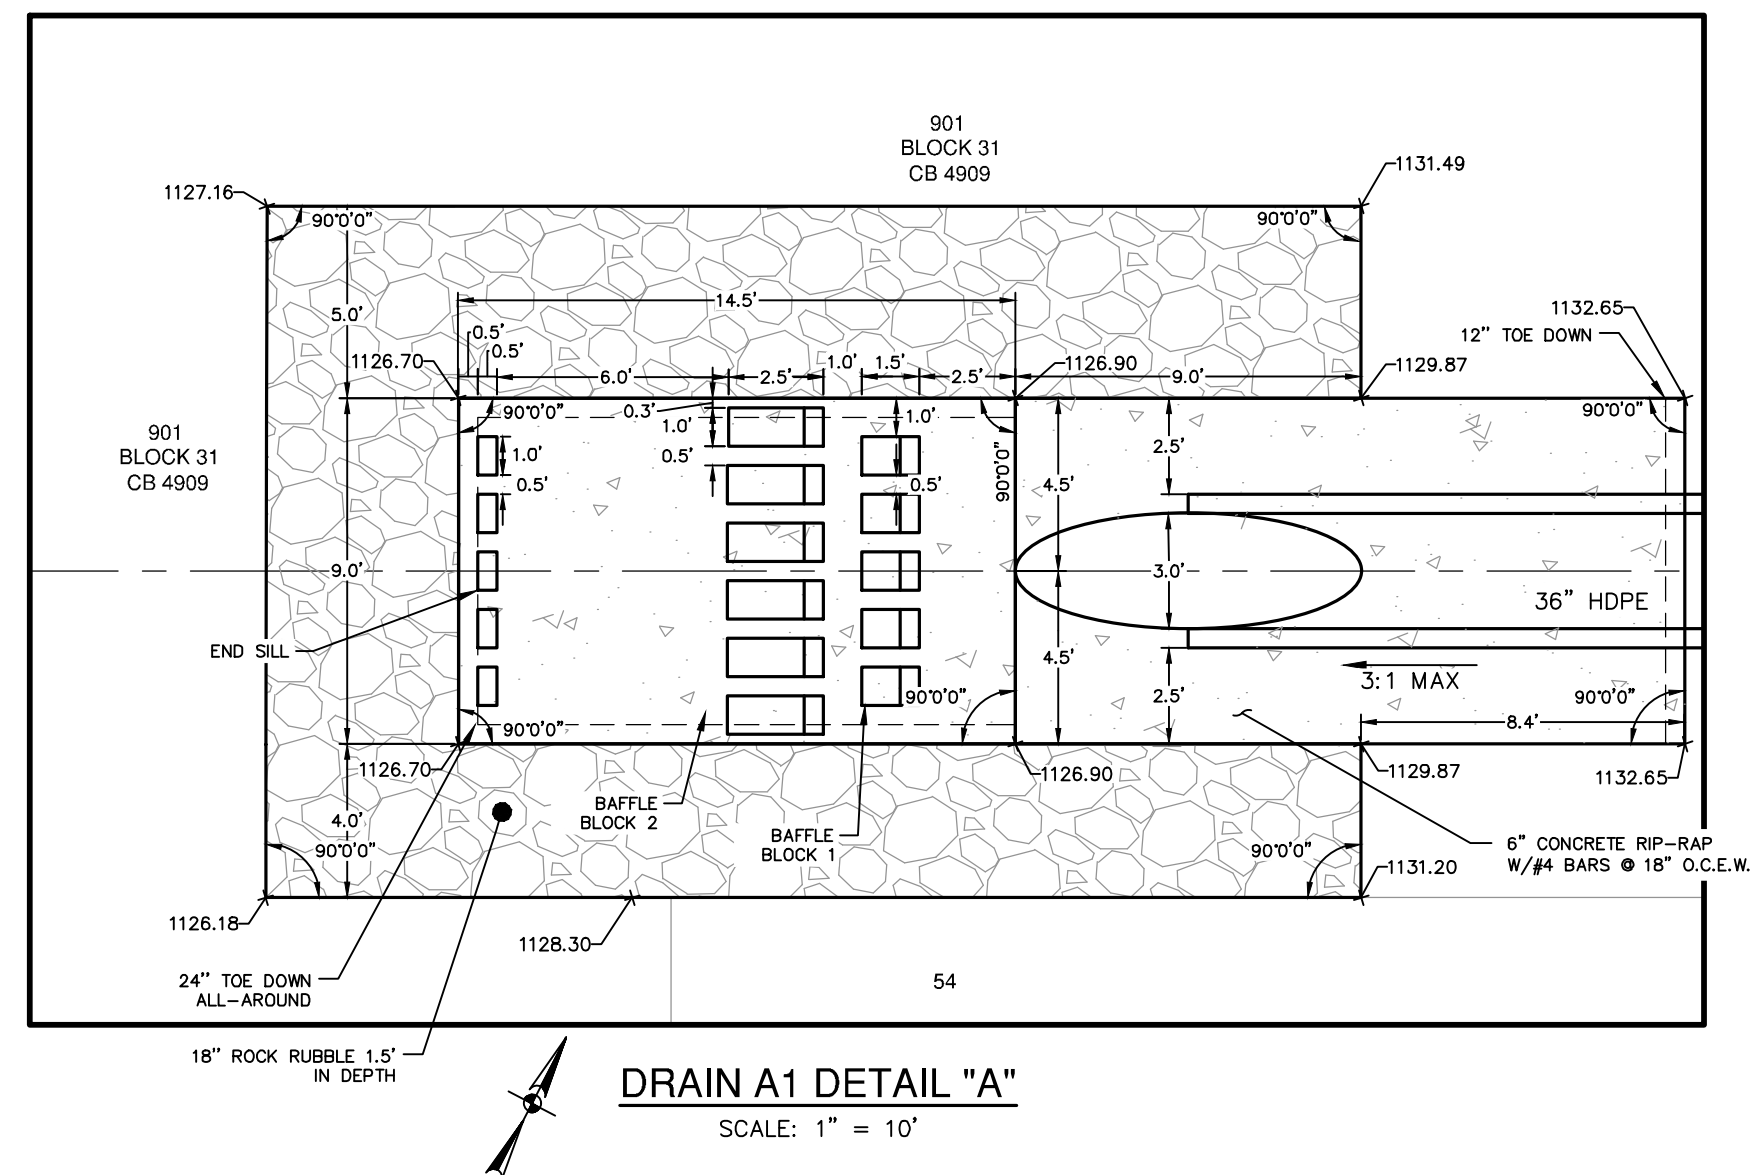 901
BLOCK 31
CB 4909
1131.49
1127.16
90°0'0"
90°0'0"
14.5'
5.0'
1132.65
12" TOE DOWN
0.5'
0.5'
1126.70
1.0'
1.5'
1126.90
1129.87
6.0'
2.5'
2.5'
9.0'
90°0'0"
0.3'
1.0'
90°0'0"
1.0'
901
BLOCK 31
CB 4909
1.0'
0.5'
2.5'
0.5'
0.5'
90°0'0"
4.5'
9.0'
3.0'
36" HDPE
END SILL
4.5'
3:1 MAX
90°0'0"
2.5'
90°0'0"
90°0'0"
8.4'
1126.70
1126.90
1129.87
1132.65
BAFFLE
BLOCK 2
4.0'
BAFFLE
BLOCK 1
90°0'0"
90°0'0"
6" CONCRETE RIP-RAP
W/#4 BARS @ 18" O.C.E.W.
1131.20
1126.18
1128.30
24" TOE DOWN
ALL-AROUND
54
18" ROCK RUBBLE 1.5'
IN DEPTH
DRAIN A1 DETAIL "A"
SCALE: 1" = 10'